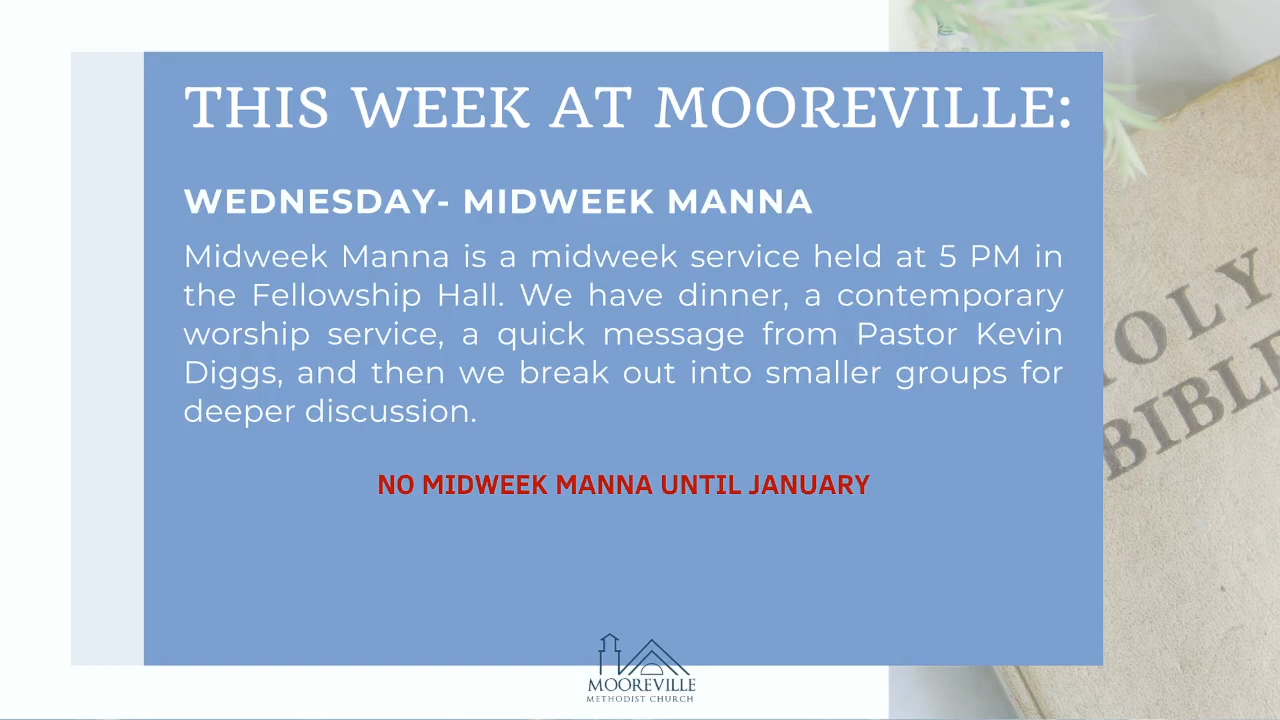 THIS WEEK AT MOOREVILLE:
WEDNESDAY- MIDWEEK MANNA
Midweek Manna is a midweek service held at 5 PM in
the Fellowship Hall. We have dinner, a contemporary
worship service, a quick message from Pastor Kevin
Diggs, and then we break out into smaller groups for
deeper discussion.
NO MIDWEEK MANNA UNTIL JANUARY
OLY
BIBLE
MOOREVILLE
METHODIST CHURCH